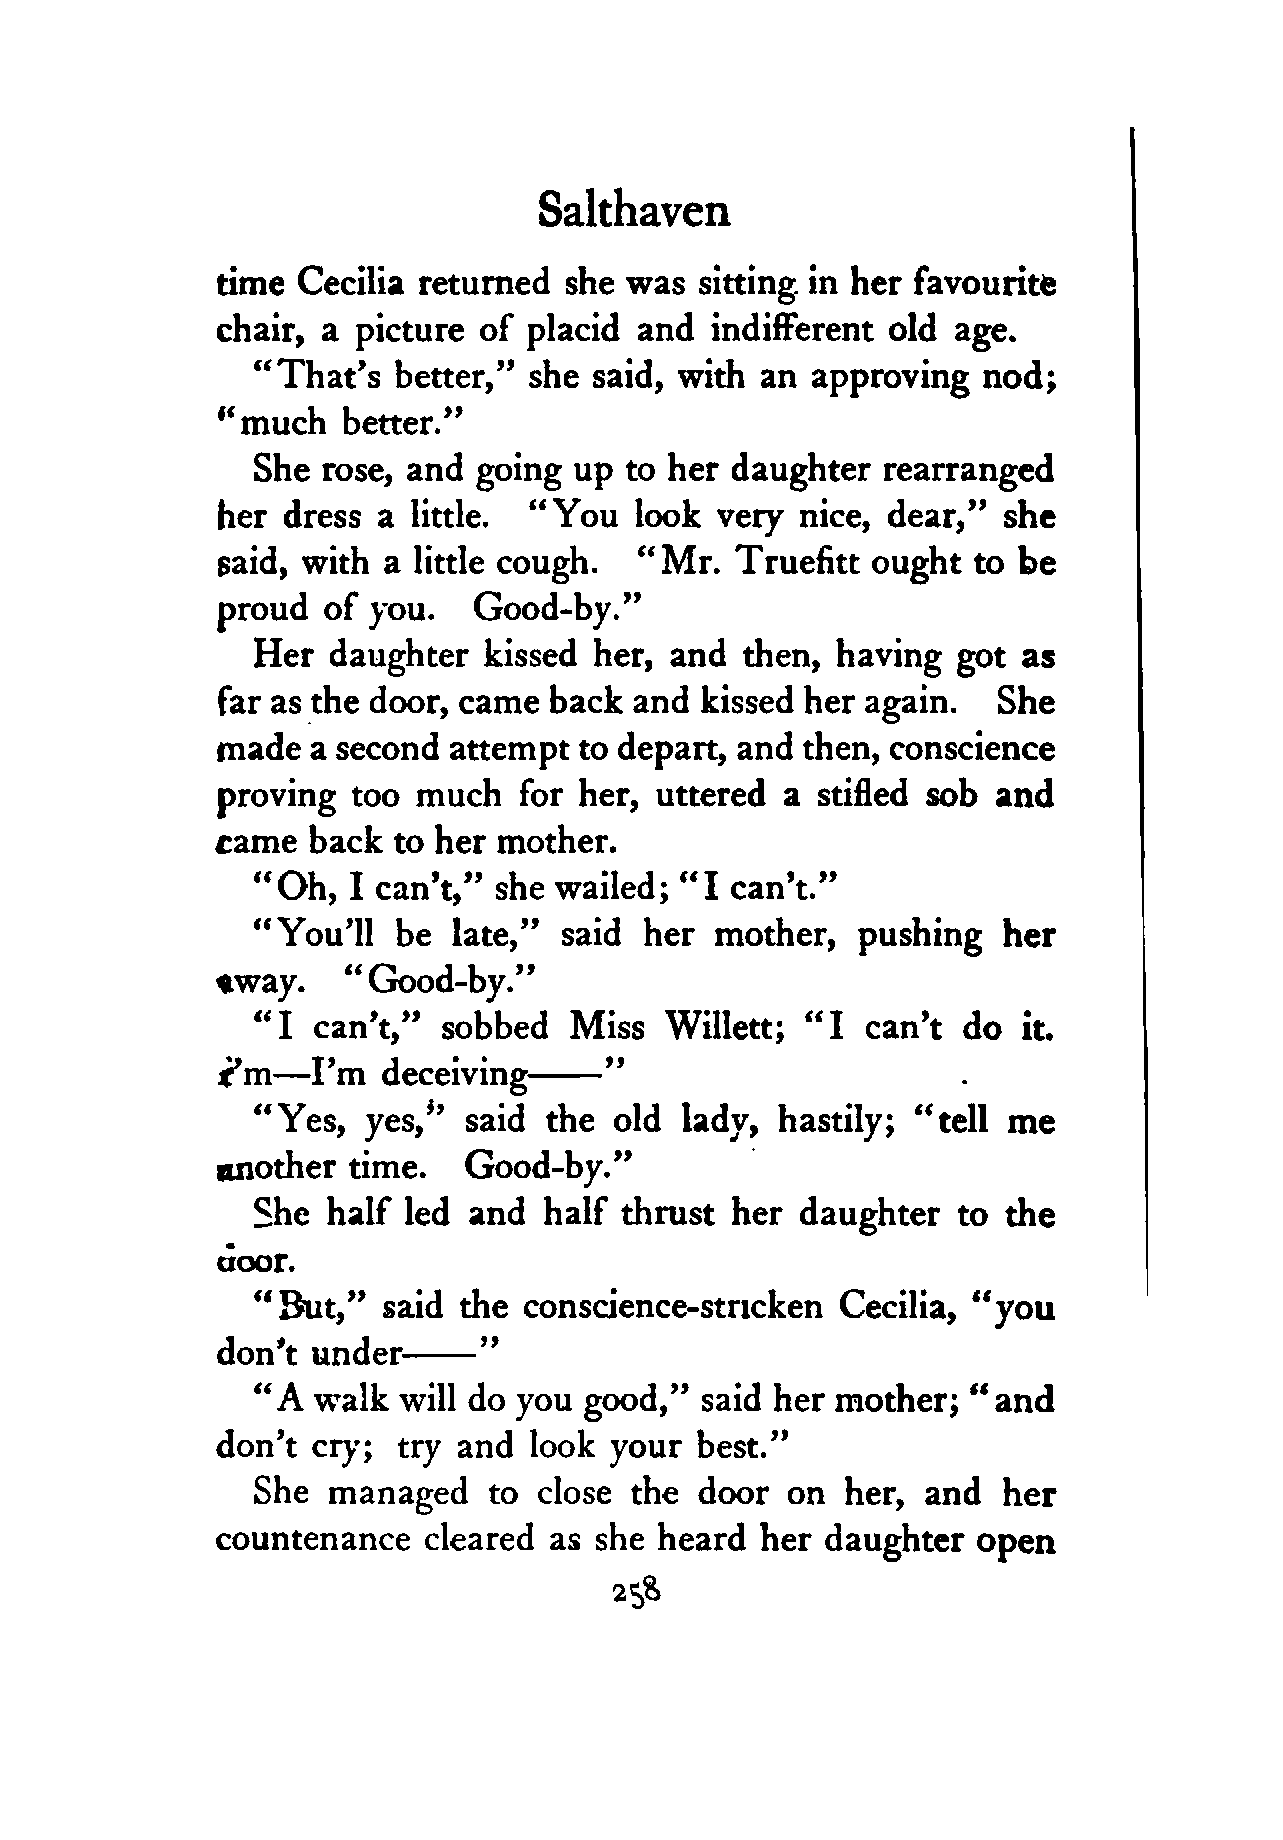 Salthaven
time Cecilia returned she was sitting in her favourite
chair, a picture of placid and indifferent old age.
"That's better," she said, with an approving nod;
"much better."
She rose, and going up to her daughter rearranged
her dress a little. "You look very nice, dear," she
said, with a little cough. "Mr. Truefitt ought to be
proud of you. Good-by."
Her daughter kissed her, and then, having got as
far as the door, came back and kissed her again. She
made a second attempt to depart, and then, conscience
proving too much for her, uttered a stifled sob and
came back to her mother.
"Oh, I can't," she wailed; "I can't."
"You'll be late," said her mother, pushing her
away. "Good-by."
"I can't," sobbed Miss Willett; "I can't do it.
I'm—I'm deceiving——"
"Yes, yes," said the old lady, hastily; "tell me
another time. Good-by."
She half led and half thrust her daughter to the
door.
"But," said the conscience-stricken Cecilia, "you
don't under——"
"A walk will do you good," said her mother; "and
don't cry; try and look your best."
She managed to close the door on her, and her
countenance cleared as she heard her daughter open
258